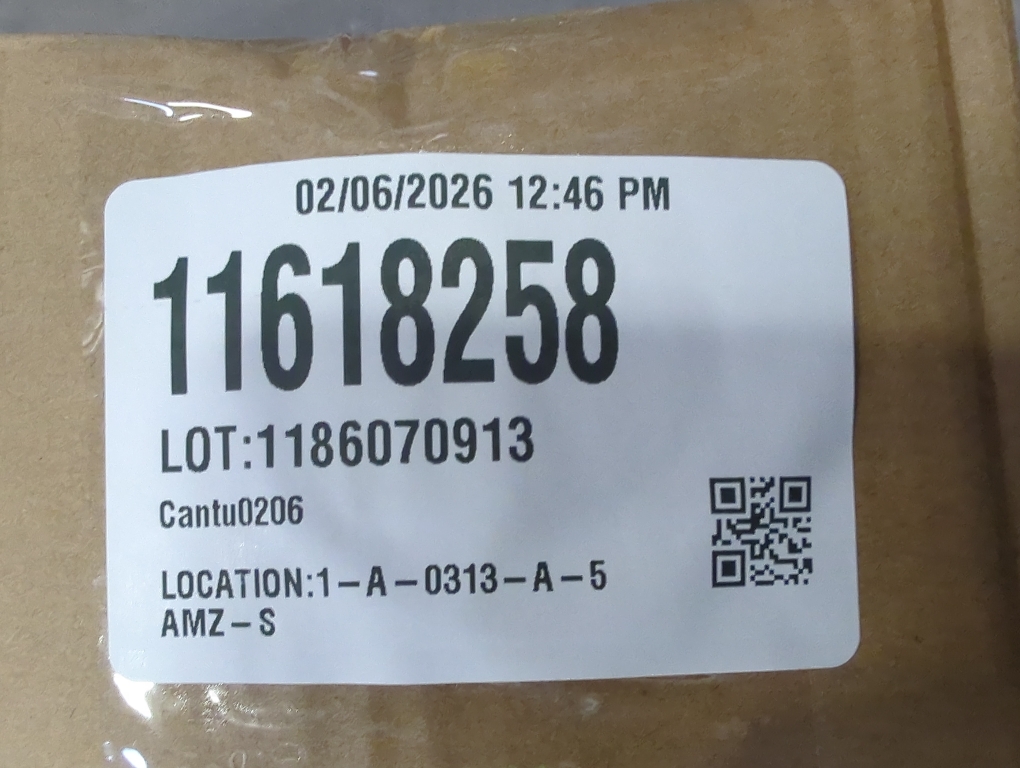 02/06/2026 12:46 PM
11618258
LOT:1186070913
Cantu0206
LOCATION:1-A-0313-A-5
AMZ-S